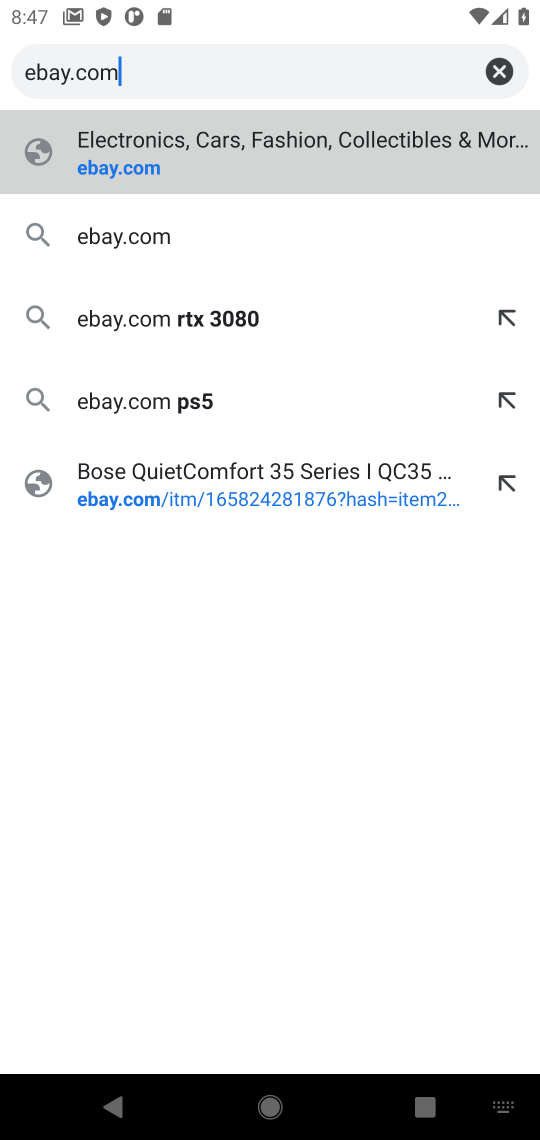 8:47
ebay.com
Electronics, Cars, Fashion, Collectibles & Mor...
ebay.com
ebay.com
ebay.com rtx 3080
ebay.com ps5
Bose QuietComfort 35 Series I QC35 ...
ebay.com/itm/165824281876?hash=item2...